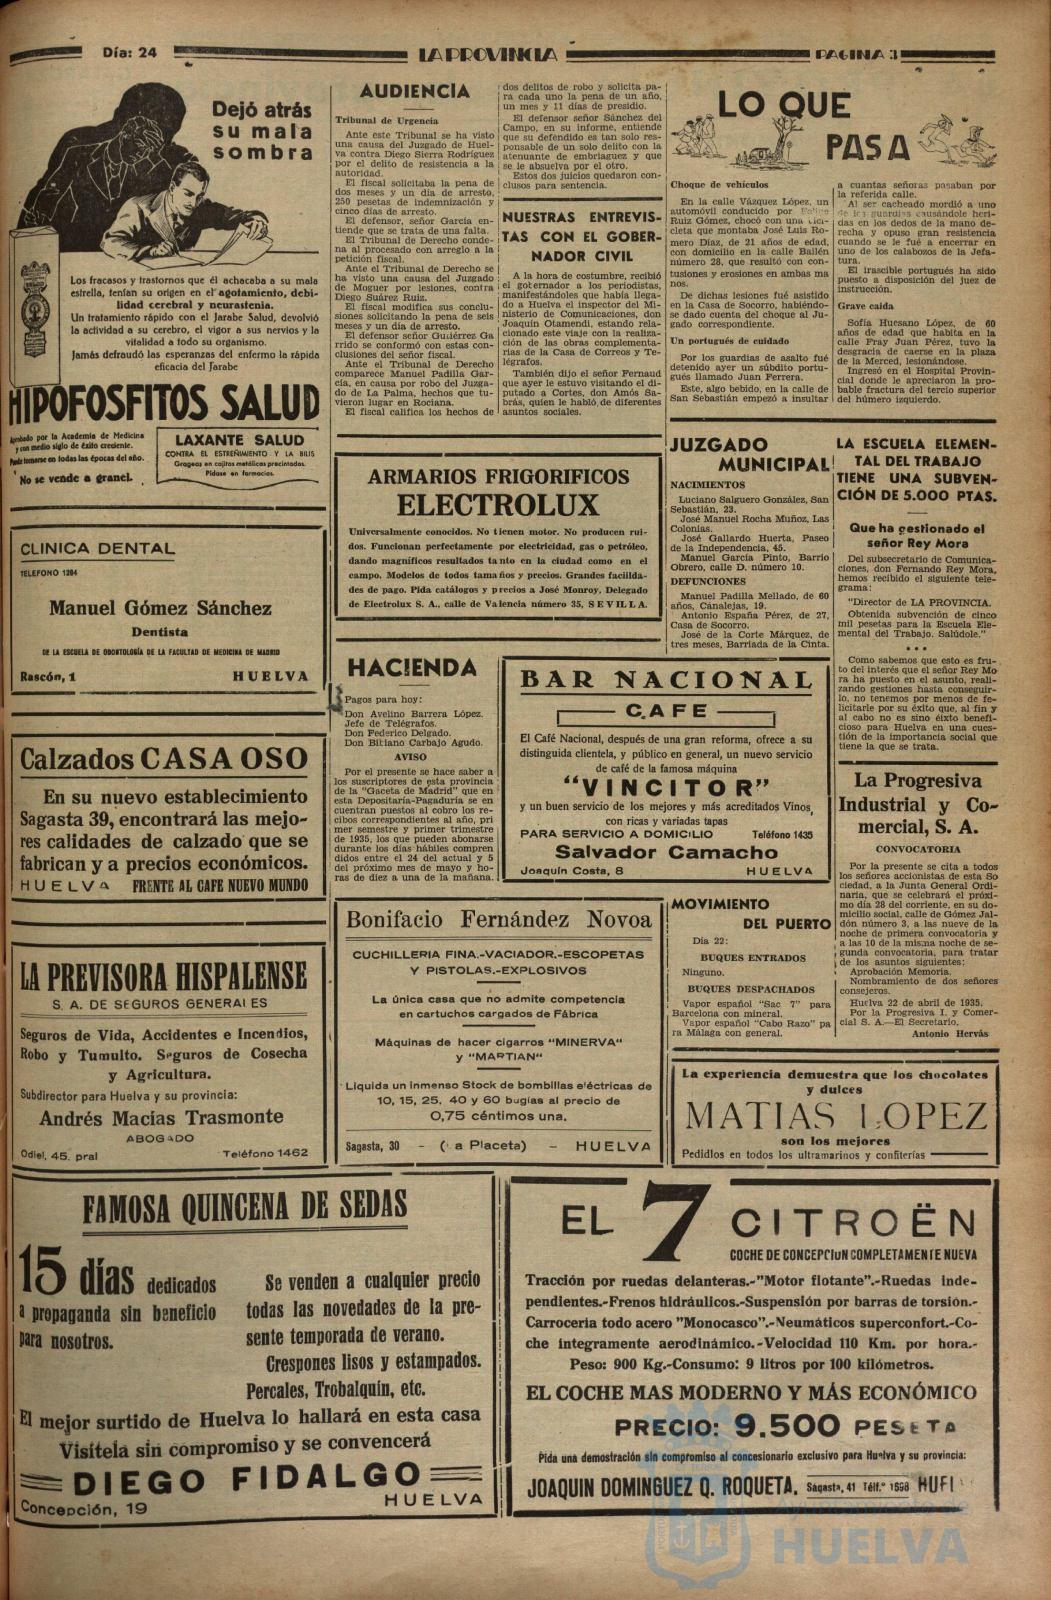 Día: 24
LA PROVINCIA
PAGINA 3
Dejó atrás
su mala
sombra
Los fracasos y trastornos que él achacaba a su mala
estrella, tenían su origen en el agotamiento, debi-
lidad cerebral y neurastenia.
Un tratamiento rápido con el Jarabe Salud, devolvió
la actividad a su cerebro, el vigor a sus nervios y la
vitalidad a todo su organismo.
Jamás defraudó las esperanzas del enfermo la rápida
eficacia del Jarabe
HIPOFOSFITOS SALUD
Aprobado por la Academia de Medicina
y con medio siglo de éxito creciente.
Puede tomarse en todas las épocas del año.
No se vende a granel.
LAXANTE SALUD
CONTRA EL ESTREÑIMIENTO Y LA BILIS
Grageas en cajitas metálicas precintadas.
Pídase en farmacias.
CLINICA DENTAL
TELEFONO 1204
Manuel Gómez Sánchez
Dentista
DE LA ESCUELA DE ODONTOLOGÍA DE LA FACULTAD DE MEDICINA DE MADRID
Rascón, 1 HUELVA
Calzados CASA OSO
En su nuevo establecimiento
Sagasta 39, encontrará las mejo-
res calidades de calzado que se
fabrican y a precios económicos.
HUELVA FRENTE AL CAFE NUEVO MUNDO
LA PREVISORA HISPALENSE
S. A. DE SEGUROS GENERALES
Seguros de Vida, Accidentes e Incendios,
Robo y Tumulto. Seguros de Cosecha
y Agricultura.
Subdirector para Huelva y su provincia:
Andrés Macías Trasmonte
ABOGADO
Odiel, 45. pral Teléfono 1462
AUDIENCIA
Tribunal de Urgencia
Ante este Tribunal se ha visto
una causa del Juzgado de Huel-
va contra Diego Sierra Rodríguez
por el delito de resistencia a la
autoridad.
El fiscal solicitaba la pena de
dos meses y un día de arresto,
250 pesetas de indemnización y
cinco días de arresto.
El defensor, señor García en-
tiende que se trata de una falta.
El Tribunal de Derecho conde-
na al procesado con arreglo a la
petición fiscal.
Ante el Tribunal de Derecho se
ha visto una causa del Juzgado
de Moguer por lesiones, contra
Diego Suárez Ruiz.
El fiscal modifica sus conclu-
siones solicitando la pena de seis
meses y un día de arresto.
El defensor señor Gutiérrez Ga
rrido se conformó con estas con-
clusiones del señor fiscal.
Ante el Tribunal de Derecho
comparece Manuel Padilla Gar-
cía, en causa por robo del Juzga-
do de La Palma, hechos que tu-
vieron lugar en Rociana.
El fiscal califica los hechos de
dos delitos de robo y solicita pa
ra cada uno la pena de un año,
un mes y 11 días de presidio.
El defensor señor Sánchez del
Campo, en su informe, entiende
que su defendido es tan solo res-
ponsable de un solo delito con la
atenuante de embriaguez y que
se le absuelva por el otro.
Estos dos juicios quedaron con-
clusos para sentencia.
NUESTRAS ENTREVIS-
TAS CON EL GOBER-
NADOR CIVIL
A la hora de costumbre, recibió
el gobernador a los periodistas,
manifestándoles que había llega-
do a Huelva el inspector del Mi-
nisterio de Comunicaciones, don
Joaquín Otamendi, estando rela-
cionado este viaje con la realiza-
ción de las obras complementa-
rias de la Casa de Correos y Te-
légrafos.
También dijo el señor Fernaud
que ayer le estuvo visitando el di-
putado a Cortes, don Amós Sa-
brás, quien le habló de diferentes
asuntos sociales.
ARMARIOS FRIGORIFICOS
ELECTROLUX
Universalmente conocidos. No tienen motor. No producen rui-
dos. Funcionan perfectamente por electricidad, gas o petróleo,
dando magníficos resultados tanto en la ciudad como en el
campo. Modelos de todos tamaños y precios. Grandes facilida-
des de pago. Pida catálogos y precios a José Monroy, Delegado
de Electrolux S. A., calle de Valencia número 35, SEVILLA.
HACIENDA
Pagos para hoy:
Don Avelino Barrera López.
Jefe de Telégrafos.
Don Federico Delgado.
Don Bibiano Carbajo Agudo.
AVISO
Por el presente se hace saber a
los suscriptores de esta provincia
de la "Gaceta de Madrid" que en
esta Depositaría-Pagaduría se en
cuentran puestos al cobro los re-
cibos correspondientes al año, pri
mer semestre y primer trimestre
de 1935, los que pueden abonarse
durante los días hábiles compren
didos entre el 24 del actual y 5
del próximo mes de mayo y ho-
ras de diez a una de la mañana.
BAR NACIONAL
CAFE
El Café Nacional, después de una gran reforma, ofrece a su
distinguida clientela, y público en general, un nuevo servicio
de café de la famosa máquina
"VINCITOR"
y un buen servicio de los mejores y más acreditados Vinos,
con ricas y variadas tapas
PARA SERVICIO A DOMICILIO Teléfono 1435
Salvador Camacho
Joaquín Costa, 8 HUELVA
Bonifacio Fernández Novoa
CUCHILLERIA FINA.-VACIADOR.-ESCOPETAS
Y PISTOLAS.-EXPLOSIVOS
La única casa que no admite competencia
en cartuchos cargados de Fábrica
Máquinas de hacer cigarros "MINERVA"
y "MARTIAN"
Liquida un inmenso Stock de bombillas eléctricas de
10, 15, 25, 40 y 60 bugías al precio de
0,75 céntimos una.
Sagasta, 30 - (La Placeta) - HUELVA
LO QUE
PASA
Choque de vehículos
En la calle Vázquez López, un
automóvil conducido por Felipe
Ruiz Gómez, chocó con una bici-
cleta que montaba José Luis Ro-
mero Díaz, de 21 años de edad,
con domicilio en la calle Bailén
número 28, que resultó con con-
tusiones y erosiones en ambas ma
nos.
De dichas lesiones fué asistido
en la Casa de Socorro, habiéndo-
se dado cuenta del choque al Juz-
gado correspondiente.
Un portugués de cuidado
Por los guardias de asalto fué
detenido ayer un súbdito portu-
gués llamado Juan Ferrera.
Este, algo bebido, en la calle de
San Sebastián empezó a insultar
a cuantas señoras pasaban por
la referida calle.
Al ser cacheado mordió a uno
de los guardias causándole heri-
das en los dedos de la mano de-
recha y opuso gran resistencia
cuando se le fué a encerrar en
uno de los calabozos de la Jefa-
tura.
El irascible portugués ha sido
puesto a disposición del juez de
instrucción.
Grave caída
Sofía Huesano López, de 60
años de edad que habita en la
calle Fray Juan Pérez, tuvo la
desgracia de caerse en la plaza
de la Merced, lesionándose.
Ingresó en el Hospital Provin-
cial donde le apreciaron la pro-
bable fractura del tercio superior
del húmero izquierdo.
JUZGADO
MUNICIPAL
NACIMIENTOS
Luciano Salguero González, San
Sebastián, 23.
José Manuel Rocha Muñoz, Las
Colonias.
José Gallardo Huerta, Paseo
de la Independencia, 45.
Manuel García Pinto, Barrio
Obrero, calle D. número 10.
DEFUNCIONES
Manuel Padilla Mellado, de 60
años, Canalejas, 19.
Antonio España Pérez, de 27,
Casa de Socorro.
José de la Corte Márquez, de
tres meses, Barriada de la Cinta.
LA ESCUELA ELEMEN-
TAL DEL TRABAJO
TIENE UNA SUBVEN-
CIÓN DE 5.000 PTAS.
Que ha gestionado el
señor Rey Mora
Del subsecretario de Comunica-
ciones, don Fernando Rey Mora,
hemos recibido el siguiente tele-
grama:
"Director de LA PROVINCIA.
Obtenida subvención de cinco
mil pesetas para la Escuela Ele-
mental del Trabajo. Salúdole."
* * *
Como sabemos que esto es fru-
to del interés que el señor Rey Mo
ra ha puesto en el asunto, reali-
zando gestiones hasta conseguir-
lo, no tenemos por menos de fe-
licitarle por su éxito que, al fin y
al cabo no es sino éxito benefi-
cioso para Huelva en una cues-
tión de la importancia social que
tiene la que se trata.
La Progresiva
Industrial y Co-
mercial, S. A.
CONVOCATORIA
Por la presente se cita a todos
los señores accionistas de esta So
ciedad, a la Junta General Ordi-
naria, que se celebrará el próxi-
mo día 28 del corriente, en su do-
micilio social, calle de Gómez Jal-
dón número 3, a las nueve de la
noche de primera convocatoria y
a las 10 de la misma noche de se-
gunda convocatoria, para tratar
de los asuntos siguientes:
Aprobación Memoria.
Nombramiento de dos señores
consejeros.
Huelva 22 de abril de 1935.
Por la Progresiva I. y Comer-
cial S. A.—El Secretario.
Antonio Hervás
MOVIMIENTO
DEL PUERTO
Día 22:
BUQUES ENTRADOS
Ninguno.
BUQUES DESPACHADOS
Vapor español "Sac 7" para
Barcelona con mineral.
Vapor español "Cabo Razo" pa
ra Málaga con general.
La experiencia demuestra que los chocolates
y dulces
MATIAS LOPEZ
son los mejores
Pedidlos en todos los ultramarinos y confiterías
FAMOSA QUINCENA DE SEDAS
15 días dedicados
a propaganda sin beneficio
para nosotros.
Se venden a cualquier precio
todas las novedades de la pre-
sente temporada de verano.
Crespones lisos y estampados.
Percales, Trobalquin, etc.
El mejor surtido de Huelva lo hallará en esta casa
Visítela sin compromiso y se convencerá
DIEGO FIDALGO
Concepción, 19 HUELVA
EL 7 CITROËN
COCHE DE CONCEPCION COMPLETAMENTE NUEVA
Tracción por ruedas delanteras.-"Motor flotante".-Ruedas inde-
pendientes.-Frenos hidráulicos.-Suspensión por barras de torsión.-
Carrocería todo acero "Monocasco".-Neumáticos superconfort.-Co-
che íntegramente aerodinámico.-Velocidad 110 Km. por hora.-
Peso: 900 Kg.-Consumo: 9 litros por 100 kilómetros.
EL COCHE MAS MODERNO Y MÁS ECONÓMICO
PRECIO: 9.500 PESETA
Pida una demostración sin compromiso al concesionario exclusivo para Huelva y su provincia:
JOAQUIN DOMINGUEZ Q. ROQUETA. Sagasta, 41 Télf.º 1698 HUEL
Ayuntamiento de
HUELVA